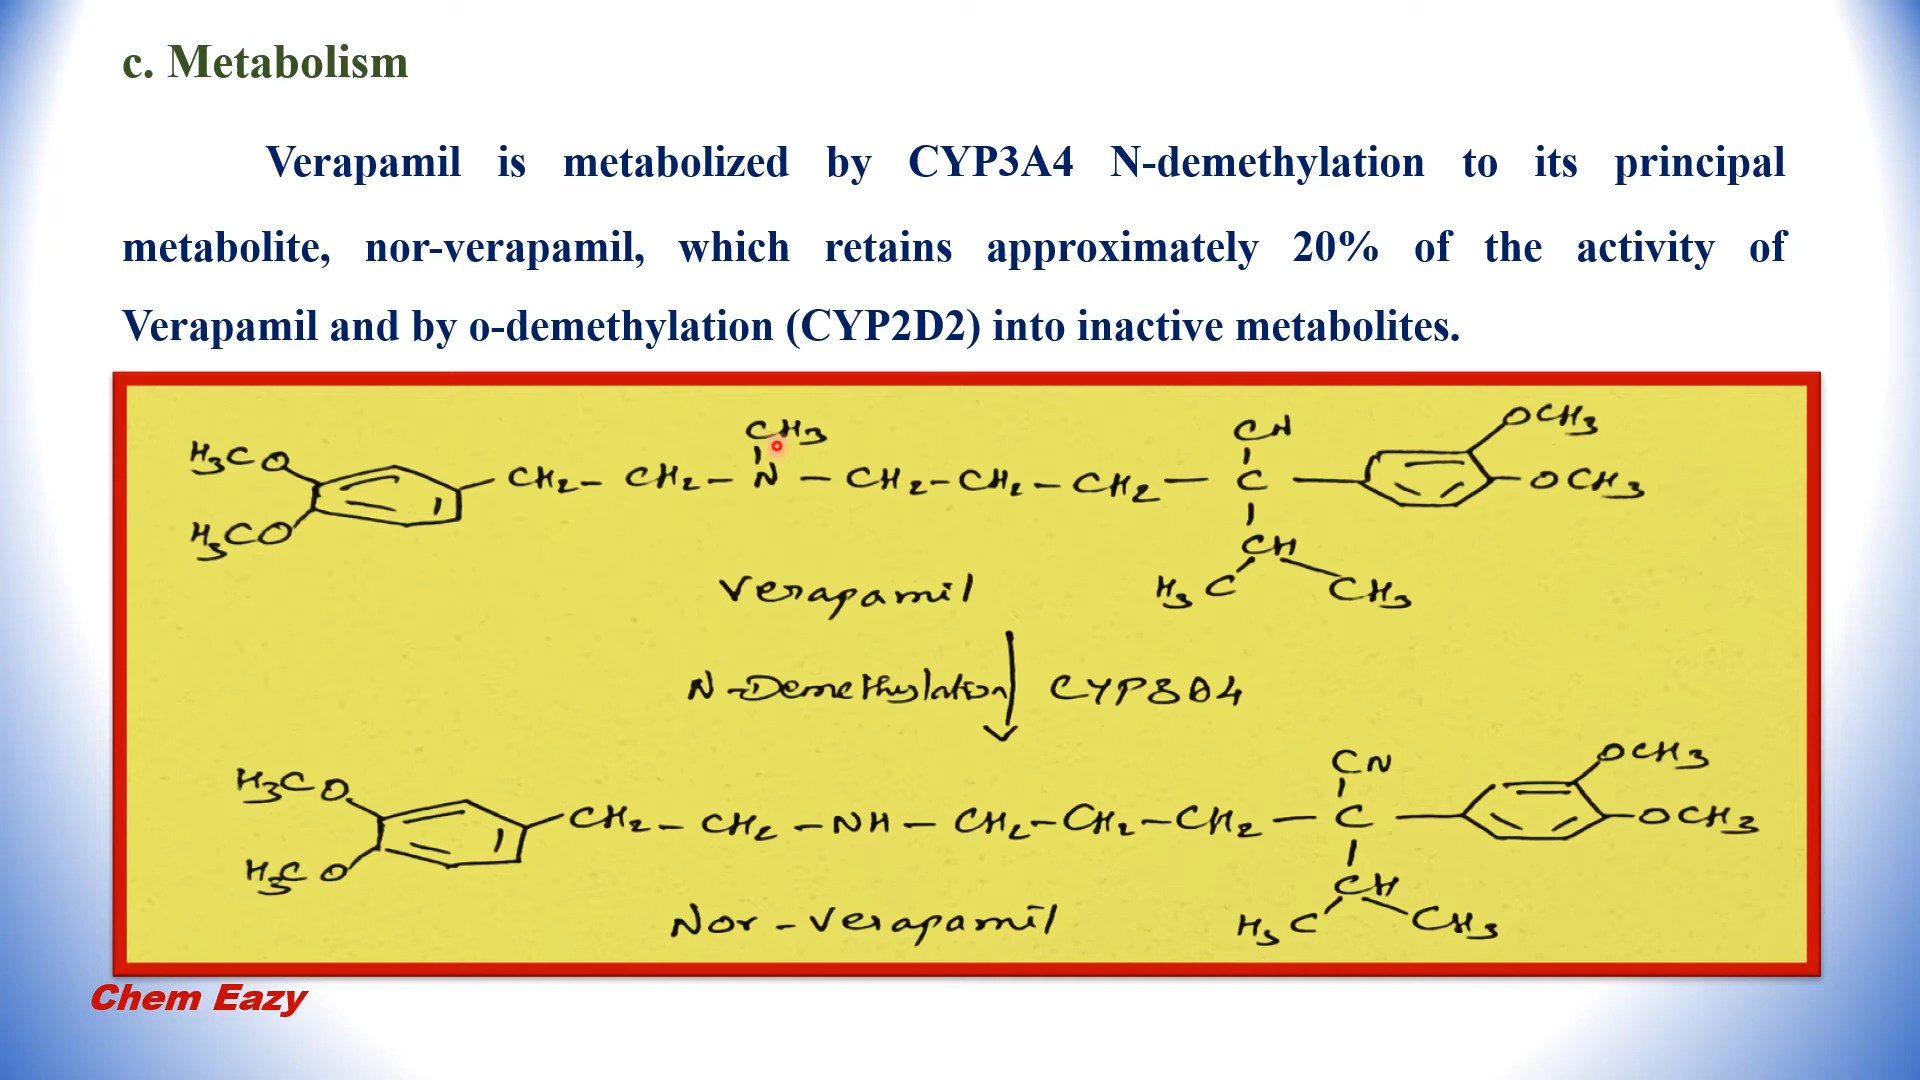 c. Metabolism
Verapamil is metabolized by CYP3A4 N-demethylation to its principal
metabolite, nor-verapamil, which retains approximately 20% of the activity of
Verapamil and by o-demethylation (CYP2D2) into inactive metabolites.
CH3 CN OCH3
H3CO CH2 - CH2 - N - CH2 - CH2 - CH2 - C - OCH3
H3CO CH
H3C CH3
Verapamil
N-Demethylation CYP3A4
CN OCH3
H3CO CH2 - CH2 - NH - CH2 - CH2 - CH2 - C - OCH3
H3CO CH
H3C CH3
Nor-verapamil
Chem Eazy